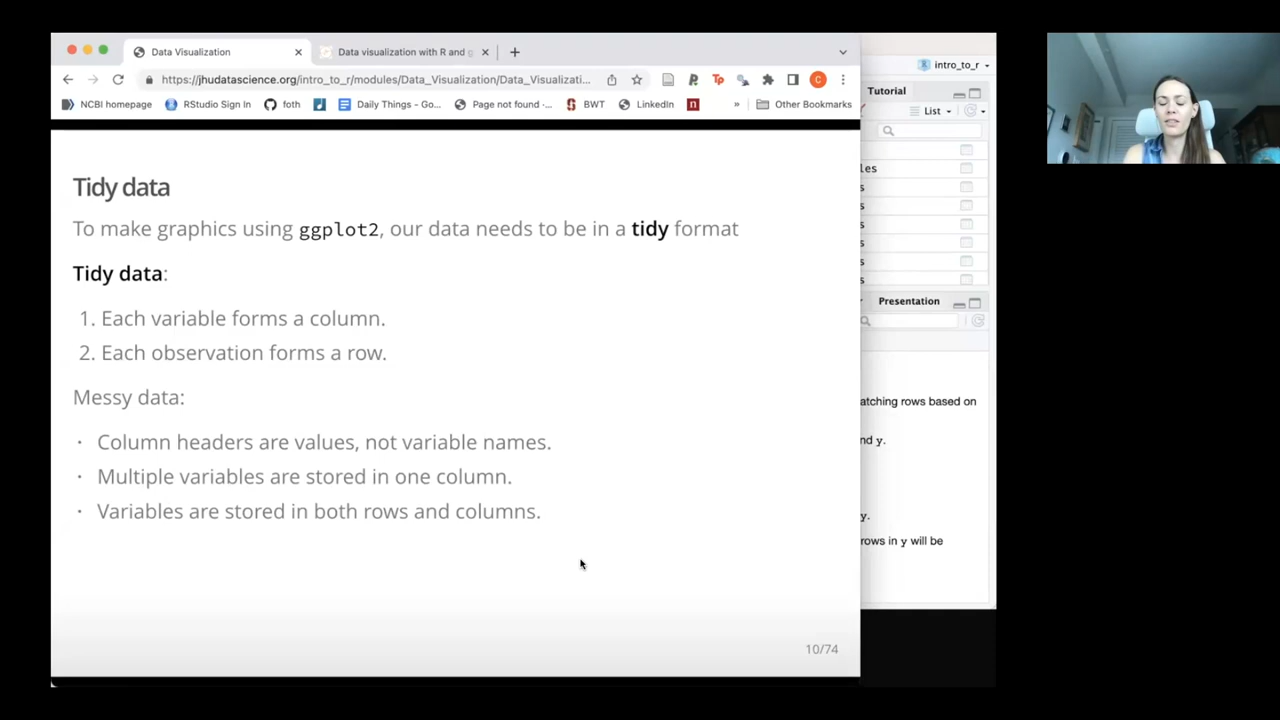 Data Visualization
Data visualization with R and g
https://jhudatascience.org/intro_to_r/modules/Data_Visualization/Data_Visualizati...
NCBI homepage
RStudio Sign In
foth
Daily Things - Go...
Page not found ·...
BWT
LinkedIn
»
Other Bookmarks
Tidy data
To make graphics using ggplot2, our data needs to be in a tidy format
Tidy data:
1. Each variable forms a column.
2. Each observation forms a row.
Messy data:
· Column headers are values, not variable names.
· Multiple variables are stored in one column.
· Variables are stored in both rows and columns.
10/74
intro_to_r
Tutorial
List
les
s
s
s
s
s
s
Presentation
atching rows based on
nd y.
y.
rows in y will be